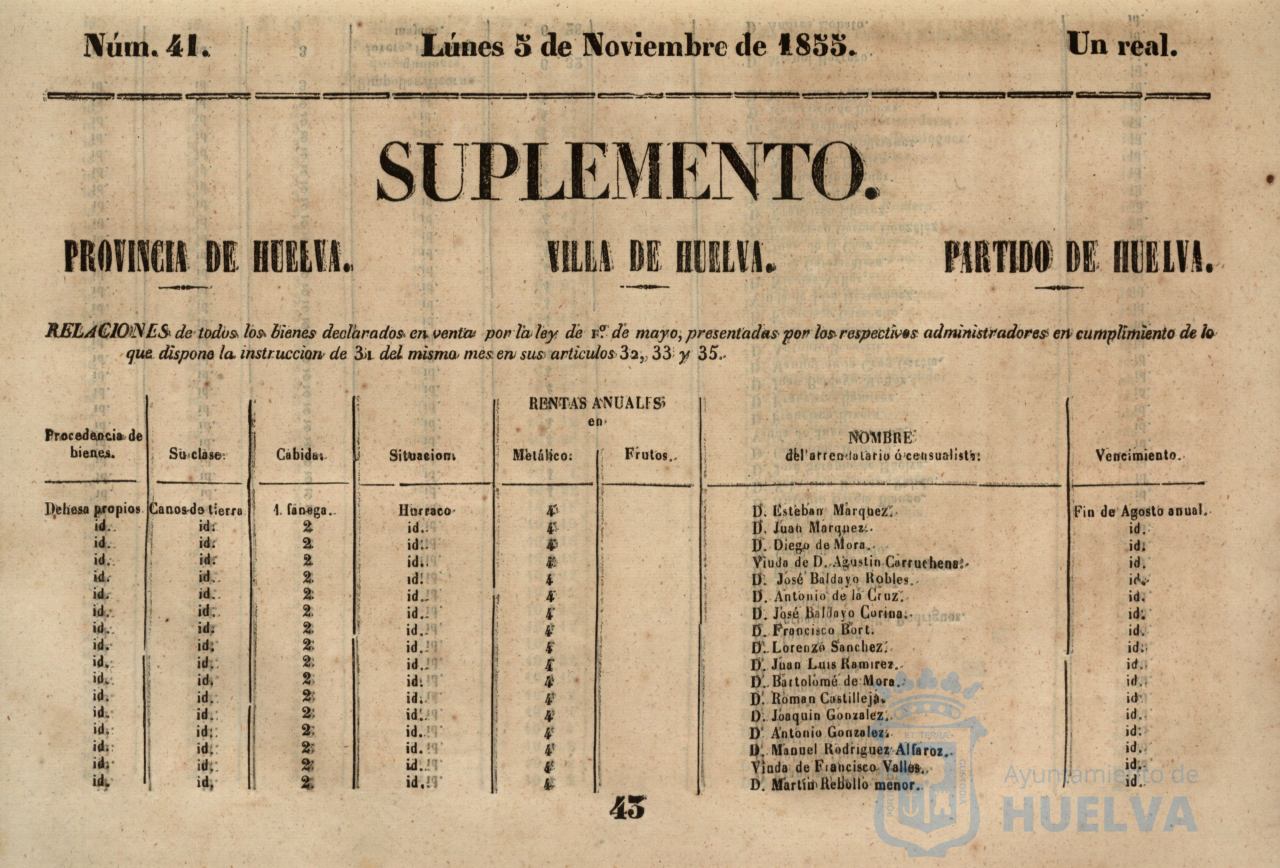 Núm. 41. Lúnes 5 de Noviembre de 1855. Un real.
SUPLEMENTO.
PROVINCIA DE HUELVA. VILLA DE HUELVA. PARTIDO DE HUELVA.
RELACIONES de todos los bienes declarados en venta por la ley de 1.º de mayo, presentadas por los respectivos administradores en cumplimiento de lo
que dispone la instruccion de 31 del mismo mes en sus articulos 32, 33 y 35.
RENTAS ANUALES
en
Procedencia de bienes. Su clase. Cabida. Situacion. Metálico. Frutos. NOMBRE del arrendatario ó censualista. Vencimiento.
Dehesa propios Canos de tierra 1. fánega. Hurraco 4 D. Esteban Marquez. Fin de Agosto anual.
id. id. 2 id. 4 D. Juan Marquez. id.
id. id. 2 id. 4 D. Diego de Mora. id.
id. id. 2 id. 4 Viuda de D. Agustin Carruchena. id.
id. id. 2 id. 4 D. José Baldayo Robles. id.
id. id. 2 id. 4 D. Antonio de la Cruz. id.
id. id. 2 id. 4 D. José Baldayo Corina. id.
id. id. 2 id. 4 D. Francisco Bort. id.
id. id. 2 id. 4 D. Lorenzo Sanchez. id.
id. id. 2 id. 4 D. Juan Luis Ramirez. id.
id. id. 2 id. 4 D. Bartolomé de Mora. id.
id. id. 2 id. 4 D. Roman Castilleja. id.
id. id. 2 id. 4 D. Joaquin Gonzalez. id.
id. id. 2 id. 4 D. Antonio Gonzalez. id.
id. id. 2 id. 4 D. Manuel Rodriguez Alfaroz. id.
id. id. 2 id. 4 Viuda de Francisco Valles. id.
id. id. 2 id. 4 D. Martin Rebollo menor. id.
43
Ayuntamiento de
HUELVA